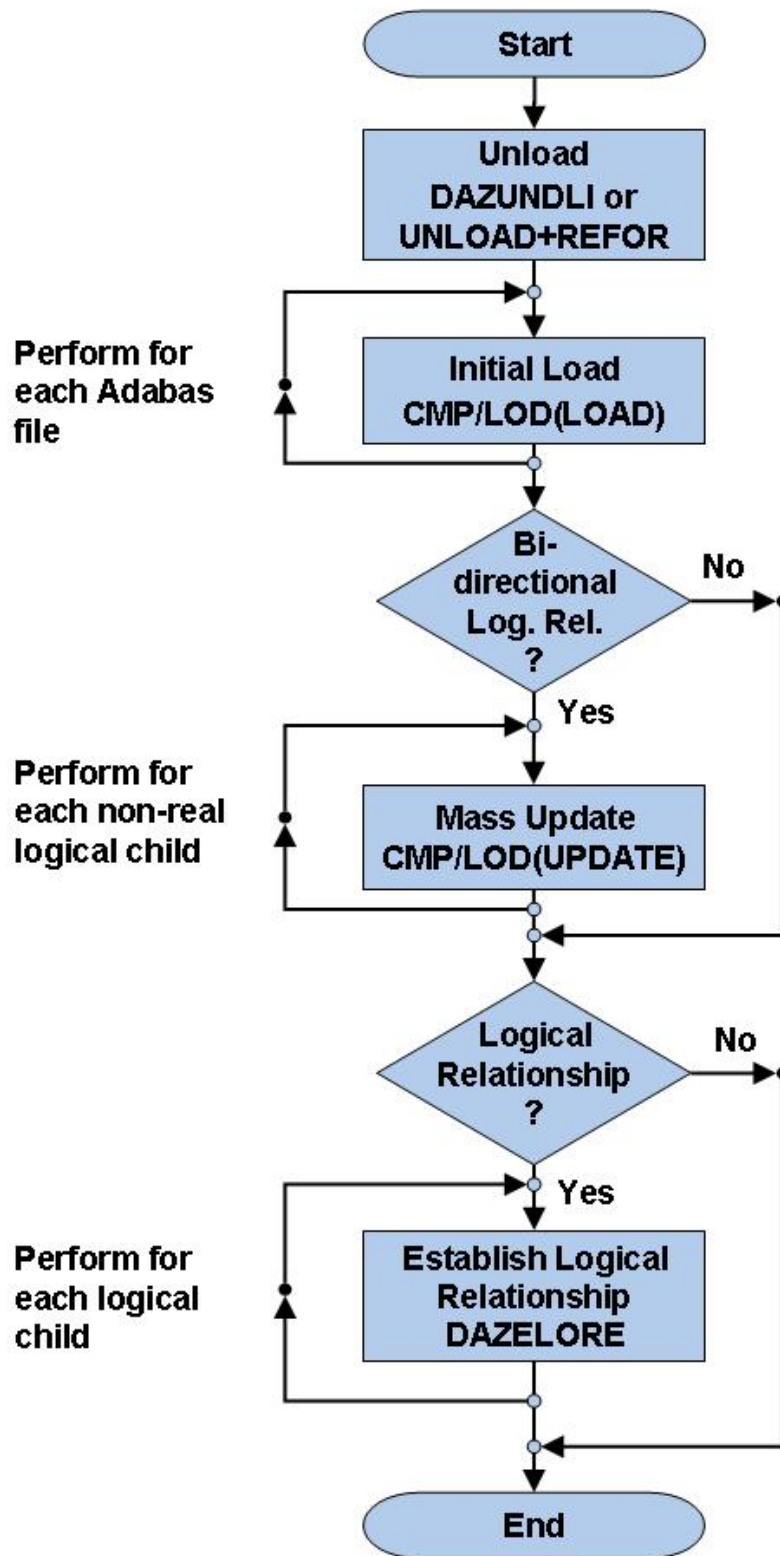 Start
Unload
DAZUNDLI or
UNLOAD+REFOR
Perform for
each Adabas
file
Initial Load
CMP/LOD(LOAD)
Bi-
directional
Log. Rel.
?
No
Yes
Perform for
each non-real
logical child
Mass Update
CMP/LOD(UPDATE)
Logical
Relationship
?
No
Yes
Perform for
each logical
child
Establish Logical
Relationship
DAZELORE
End